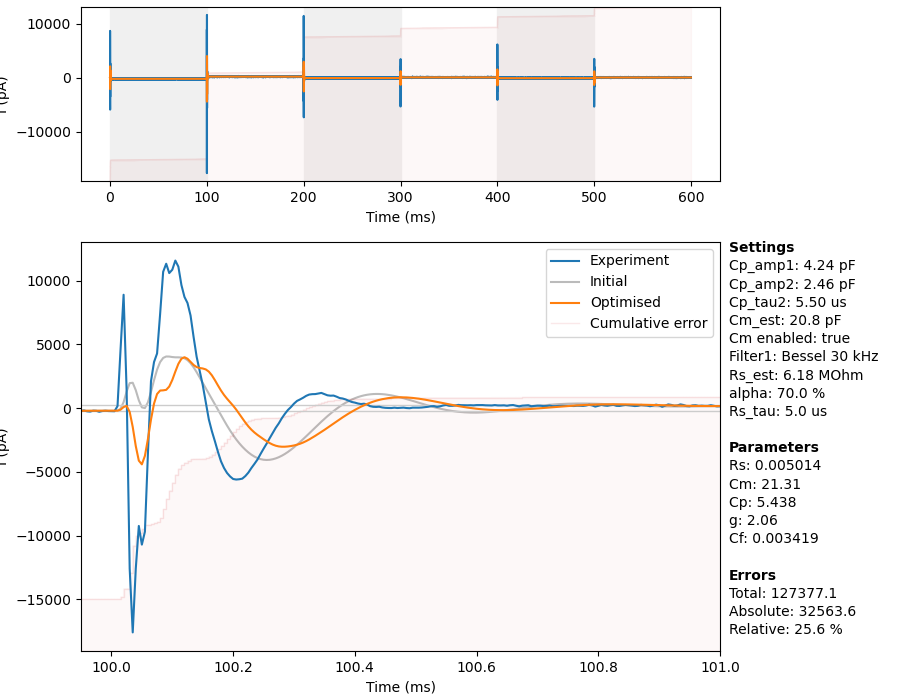 10000
0
−10000
I (pA)
0 100 200 300 400 500 600
Time (ms)
10000
5000
0
−5000
−10000
−15000
I (pA)
100.0 100.2 100.4 100.6 100.8 101.0
Time (ms)
Experiment
Initial
Optimised
Cumulative error
Settings
Cp_amp1: 4.24 pF
Cp_amp2: 2.46 pF
Cp_tau2: 5.50 us
Cm_est: 20.8 pF
Cm enabled: true
Filter1: Bessel 30 kHz
Rs_est: 6.18 MOhm
alpha: 70.0 %
Rs_tau: 5.0 us
Parameters
Rs: 0.005014
Cm: 21.31
Cp: 5.438
g: 2.06
Cf: 0.003419
Errors
Total: 127377.1
Absolute: 32563.6
Relative: 25.6 %